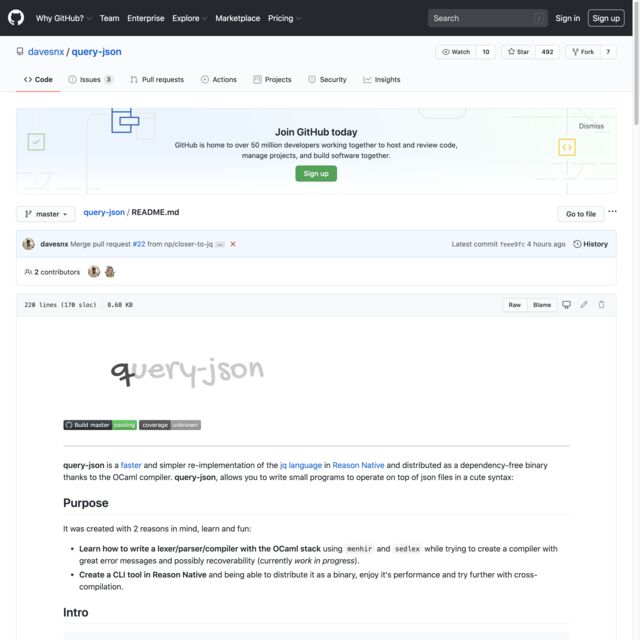 Why GitHub? Team Enterprise Explore Marketplace Pricing Search / Sign in Sign up
davesnx / query-json Watch 10 Star 492 Fork 7
Code Issues 3 Pull requests Actions Projects Security Insights
Join GitHub today
Dismiss
GitHub is home to over 50 million developers working together to host and review code,
manage projects, and build software together.
Sign up
master query-json / README.md Go to file ...
davesnx Merge pull request #22 from np/closer-to-jq ... Latest commit feee9fc 4 hours ago History
2 contributors
220 lines (170 sloc) 8.68 KB Raw Blame
query-json
Build master passing coverage unknown
query-json is a faster and simpler re-implementation of the jq language in Reason Native and distributed as a dependency-free binary
thanks to the OCaml compiler. query-json, allows you to write small programs to operate on top of json files in a cute syntax:
Purpose
It was created with 2 reasons in mind, learn and fun:
• Learn how to write a lexer/parser/compiler with the OCaml stack using menhir and sedlex while trying to create a compiler with
great error messages and possibly recoverability (currently work in progress).
• Create a CLI tool in Reason Native and being able to distribute it as a binary, enjoy it's performance and try further with cross-
compilation.
Intro